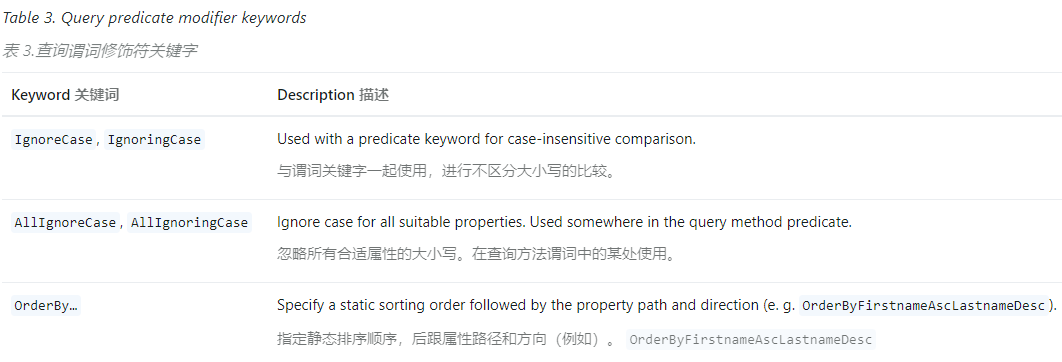 Table 3. Query predicate modifier keywords
表 3.查询谓词修饰符关键字
Keyword 关键词 Description 描述
IgnoreCase, IgnoringCase Used with a predicate keyword for case-insensitive comparison.
与谓词关键字一起使用，进行不区分大小写的比较。
AllIgnoreCase, AllIgnoringCase Ignore case for all suitable properties. Used somewhere in the query method predicate.
忽略所有合适属性的大小写。在查询方法谓词中的某处使用。
OrderBy… Specify a static sorting order followed by the property path and direction (e. g. OrderByFirstnameAscLastnameDesc).
指定静态排序顺序，后跟属性路径和方向（例如）。 OrderByFirstnameAscLastnameDesc